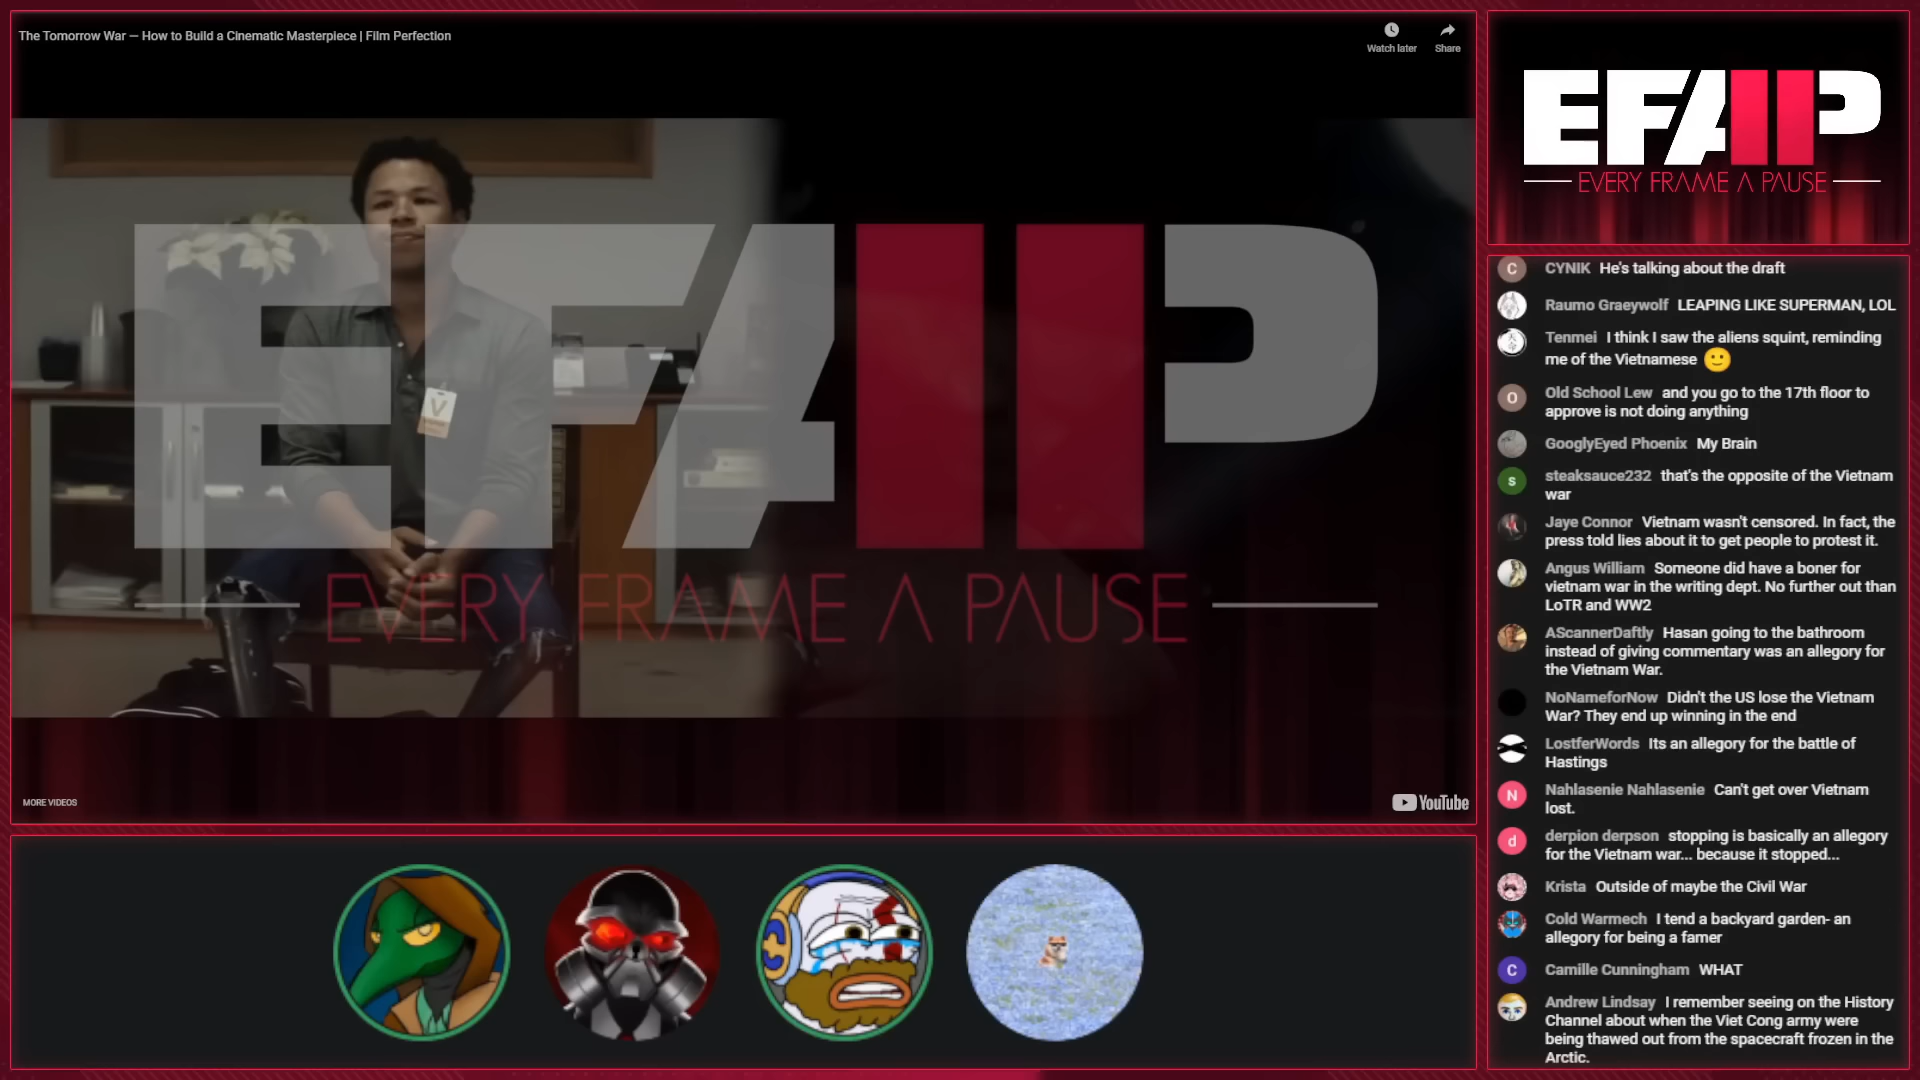 The Tomorrow War — How to Build a Cinematic Masterpiece | Film Perfection
Watch later
Share
V
EFAP
EVERY FRAME A PAUSE
MORE VIDEOS
YouTube
EFAP
EVERY FRAME A PAUSE
C CYNIK He's talking about the draft
Raumo Graeywolf LEAPING LIKE SUPERMAN, LOL
Tenmei I think I saw the aliens squint, reminding
me of the Vietnamese 🙂
O Old School Lew and you go to the 17th floor to
approve is not doing anything
GooglyEyed Phoenix My Brain
s steaksauce232 that's the opposite of the Vietnam
war
Jaye Connor Vietnam wasn't censored. In fact, the
press told lies about it to get people to protest it.
Angus William Someone did have a boner for
vietnam war in the writing dept. No further out than
LoTR and WW2
AScannerDaftly Hasan going to the bathroom
instead of giving commentary was an allegory for
the Vietnam War.
NoNameforNow Didn't the US lose the Vietnam
War? They end up winning in the end
LostferWords Its an allegory for the battle of
Hastings
N Nahlasenie Nahlasenie Can't get over Vietnam
lost.
d derpion derpson stopping is basically an allegory
for the Vietnam war... because it stopped...
Krista Outside of maybe the Civil War
Cold Warmech I tend a backyard garden- an
allegory for being a famer
C Camille Cunningham WHAT
Andrew Lindsay I remember seeing on the History
Channel about when the Viet Cong army were
being thawed out from the spacecraft frozen in the
Arctic.